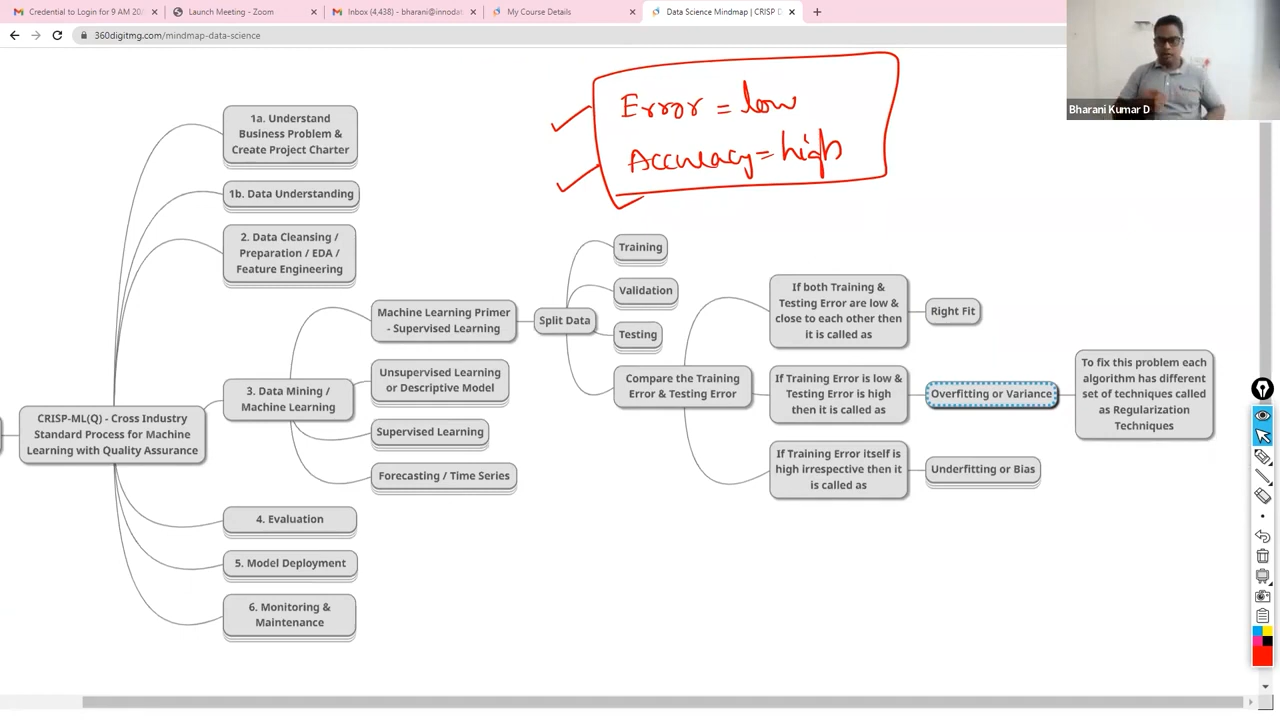 Credential to Login for 9 AM 20/
Launch Meeting - Zoom
Inbox (4,438) - bharani@innodat
My Course Details
Data Science Mindmap | CRISP D
360digitmg.com/mindmap-data-science
Bharani Kumar D
Error = low
Accuracy = high
1a. Understand
Business Problem &
Create Project Charter
1b. Data Understanding
2. Data Cleansing /
Preparation / EDA /
Feature Engineering
CRISP-ML(Q) - Cross Industry
Standard Process for Machine
Learning with Quality Assurance
3. Data Mining /
Machine Learning
4. Evaluation
5. Model Deployment
6. Monitoring &
Maintenance
Machine Learning Primer
- Supervised Learning
Unsupervised Learning
or Descriptive Model
Supervised Learning
Forecasting / Time Series
Split Data
Training
Validation
Testing
Compare the Training
Error & Testing Error
If both Training &
Testing Error are low &
close to each other then
it is called as
Right Fit
If Training Error is low &
Testing Error is high
then it is called as
Overfitting or Variance
To fix this problem each
algorithm has different
set of techniques called
as Regularization
Techniques
If Training Error itself is
high irrespective then it
is called as
Underfitting or Bias